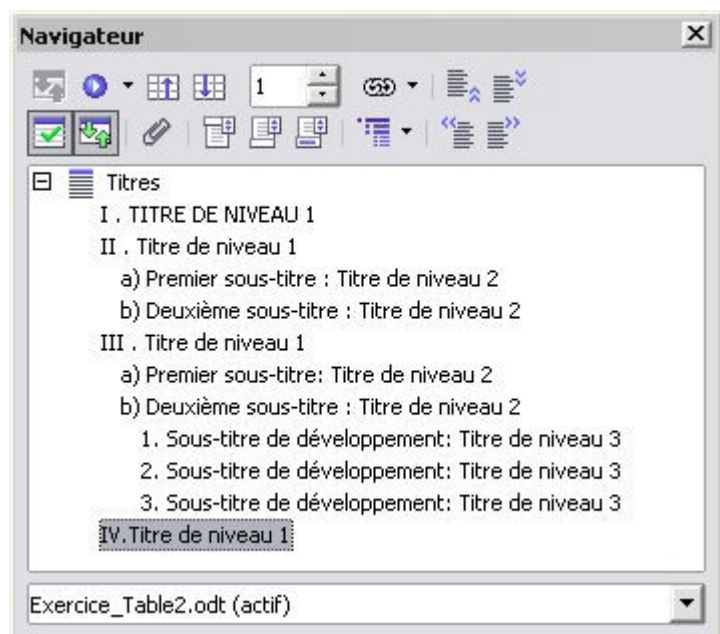 Navigateur
1
Titres
I . TITRE DE NIVEAU 1
II . Titre de niveau 1
a) Premier sous-titre : Titre de niveau 2
b) Deuxième sous-titre : Titre de niveau 2
III . Titre de niveau 1
a) Premier sous-titre: Titre de niveau 2
b) Deuxième sous-titre : Titre de niveau 2
1. Sous-titre de développement: Titre de niveau 3
2. Sous-titre de développement: Titre de niveau 3
3. Sous-titre de développement: Titre de niveau 3
IV.Titre de niveau 1
Exercice_Table2.odt (actif)